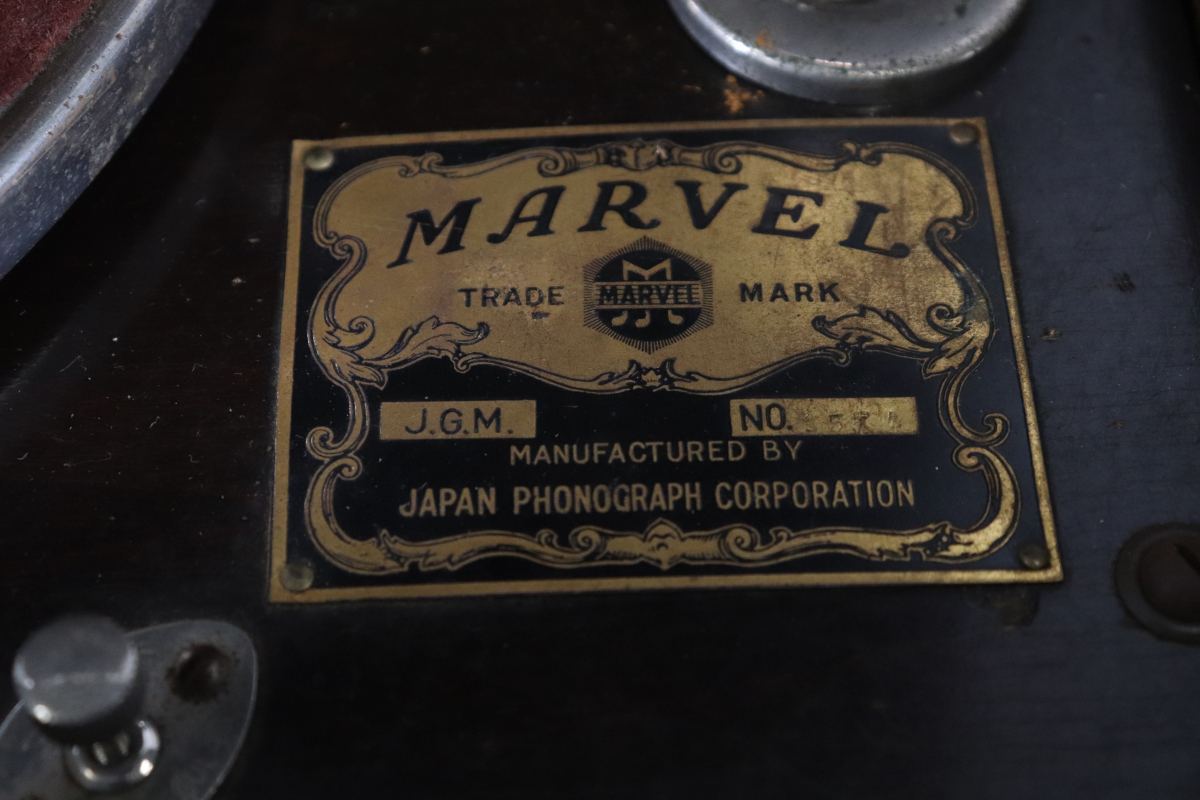 MARVEL
TRADE MARVEL MARK
J.G.M. NO.
MANUFACTURED BY
JAPAN PHONOGRAPH CORPORATION